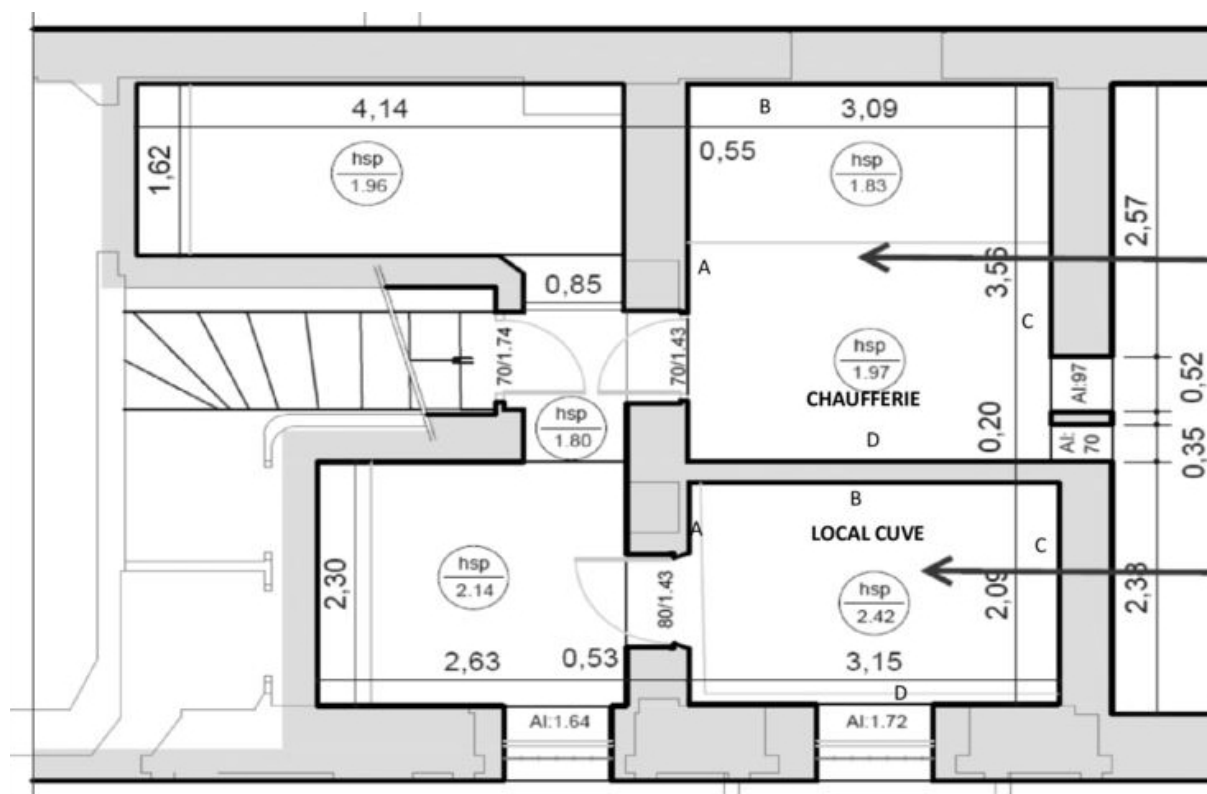 4,14
B
3,09
1,62
hsp
1.96
0,55
hsp
1.83
2,57
A
0,85
3,56
C
70/1.74
70/1.43
hsp
1.97
Al:97
0,52
CHAUFFERIE
hsp
1.80
D
0,20
Al:
70
0,35
B
A
LOCAL CUVE
C
hsp
2.14
2,30
80/1.43
hsp
2.42
2,09
2,38
2,63
0,53
3,15
D
Al:1.64
Al:1.72